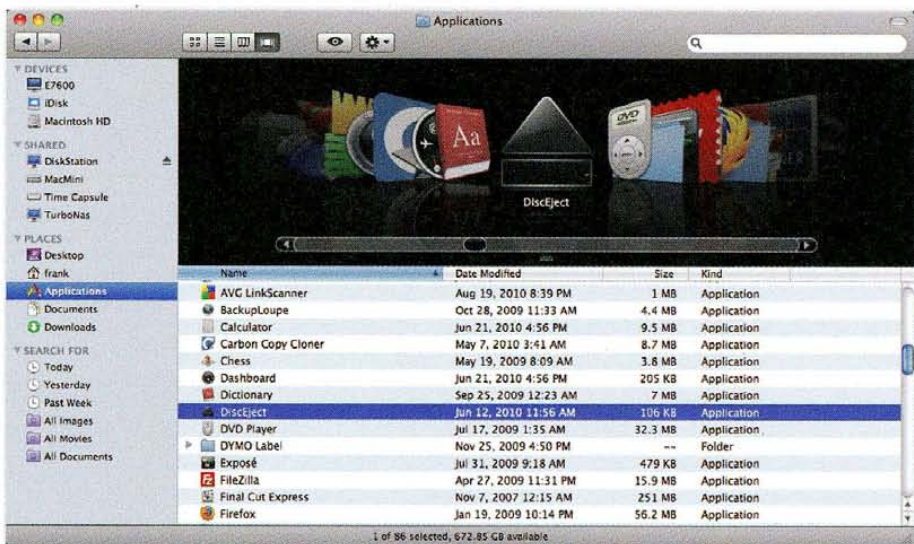 Applications
DEVICES
E7600
iDisk
Macintosh HD
SHARED
DiskStation
MacMini
Time Capsule
TurboNas
PLACES
Desktop
frank
Applications
Documents
Downloads
SEARCH FOR
Today
Yesterday
Past Week
All Images
All Movies
All Documents
Aa
DVD
MENU
DiscEject
Name Date Modified Size Kind
AVG LinkScanner Aug 19, 2010 8:39 PM 1 MB Application
BackupLoupe Oct 28, 2009 11:33 AM 4.4 MB Application
Calculator Jun 21, 2010 4:56 PM 9.5 MB Application
Carbon Copy Cloner May 7, 2010 3:41 AM 8.7 MB Application
Chess May 19, 2009 8:09 AM 3.8 MB Application
Dashboard Jun 21, 2010 4:56 PM 205 KB Application
Dictionary Sep 25, 2009 12:23 AM 7 MB Application
DiscEject Jun 12, 2010 11:56 AM 106 KB Application
DVD Player Jul 17, 2009 1:35 AM 32.3 MB Application
DYMO Label Nov 25, 2009 4:50 PM -- Folder
Exposé Jul 31, 2009 9:18 AM 479 KB Application
FileZilla Apr 27, 2009 11:31 PM 15.9 MB Application
Final Cut Express Nov 7, 2007 12:15 AM 251 MB Application
Firefox Jan 19, 2009 10:14 PM 56.2 MB Application
1 of 86 selected, 672.85 GB available